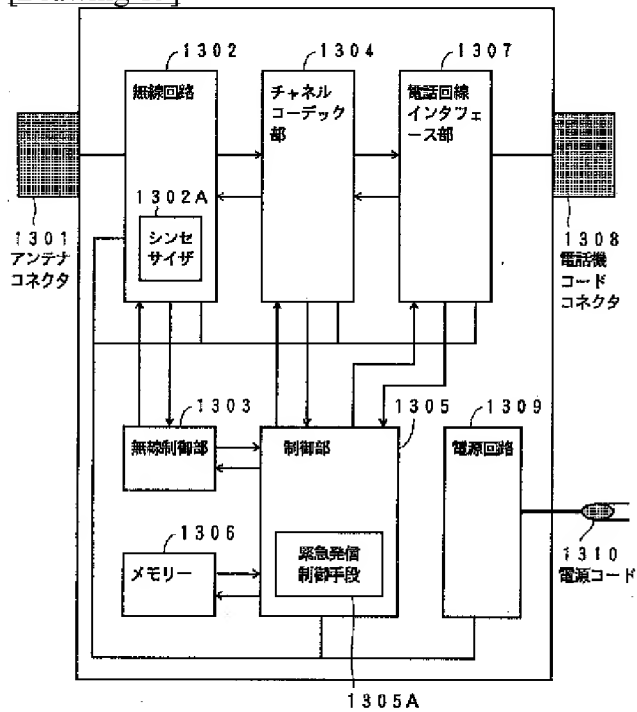 1302
1304
1307
無線回路
チャネル
コーデック
部
電話回線
インタフェ
ース部
1302A
シンセ
サイザ
1301
アンテナ
コネクタ
1308
電話機
コード
コネクタ
1303
1305
1309
無線制御部
制御部
電源回路
1306
メモリー
緊急発信
制御手段
1310
電源コード
1305A